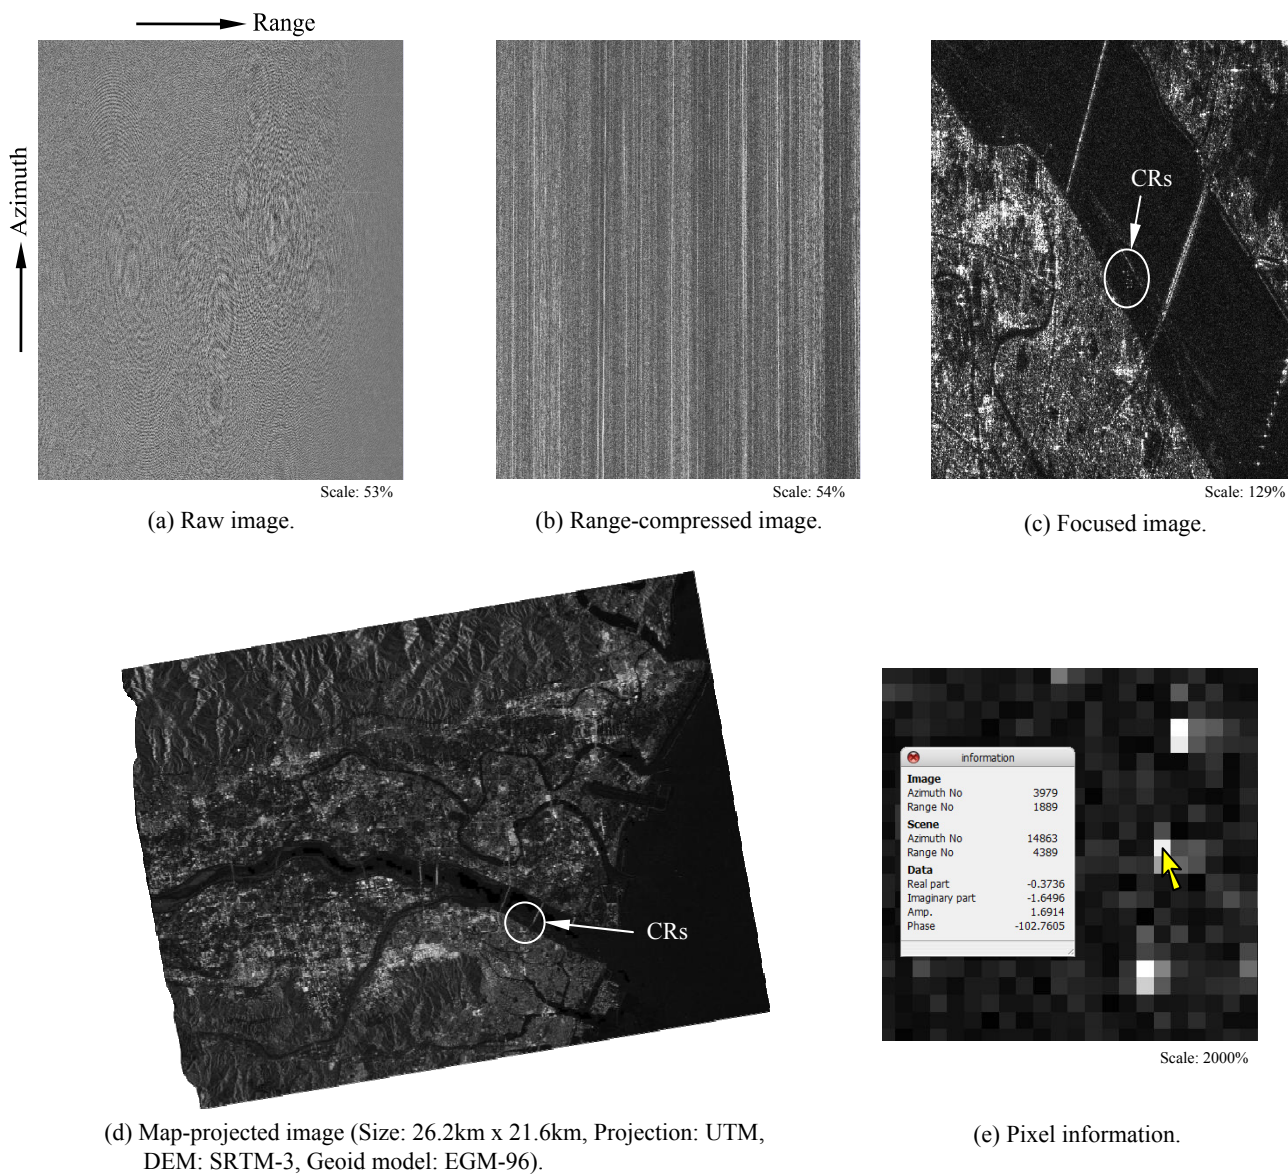 Range
Azimuth
CRs
Scale: 53%
Scale: 54%
Scale: 129%
(a) Raw image.
(b) Range-compressed image.
(c) Focused image.
CRs
information
Image
Azimuth No 3979
Range No 1889
Scene
Azimuth No 14863
Range No 4389
Data
Real part -0.3736
Imaginary part -1.6496
Amp. 1.6914
Phase -102.7605
Scale: 2000%
(d) Map-projected image (Size: 26.2km x 21.6km, Projection: UTM,
DEM: SRTM-3, Geoid model: EGM-96).
(e) Pixel information.